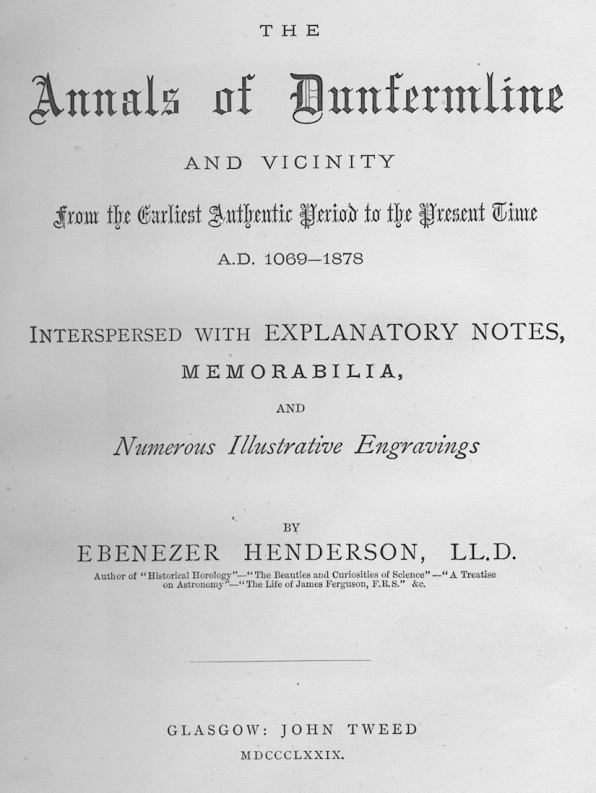 THE
Annals of Dunfermline
AND VICINITY
From the Earliest Authentic Period to the Present Time
A.D. 1069—1878
INTERSPERSED WITH EXPLANATORY NOTES,
MEMORABILIA,
AND
Numerous Illustrative Engravings
BY
EBENEZER HENDERSON, LL.D.
Author of "Historical Horology"—"The Beauties and Curiosities of Science"—"A Treatise
on Astronomy"—"The Life of James Ferguson, F.R.S." &c.
GLASGOW: JOHN TWEED
MDCCCLXXIX.